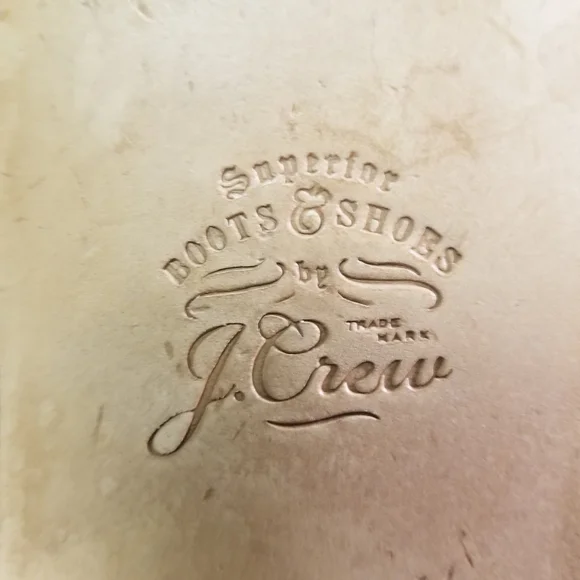 Superior
BOOTS & SHOES
by
TRADE
MARK
J.Crew